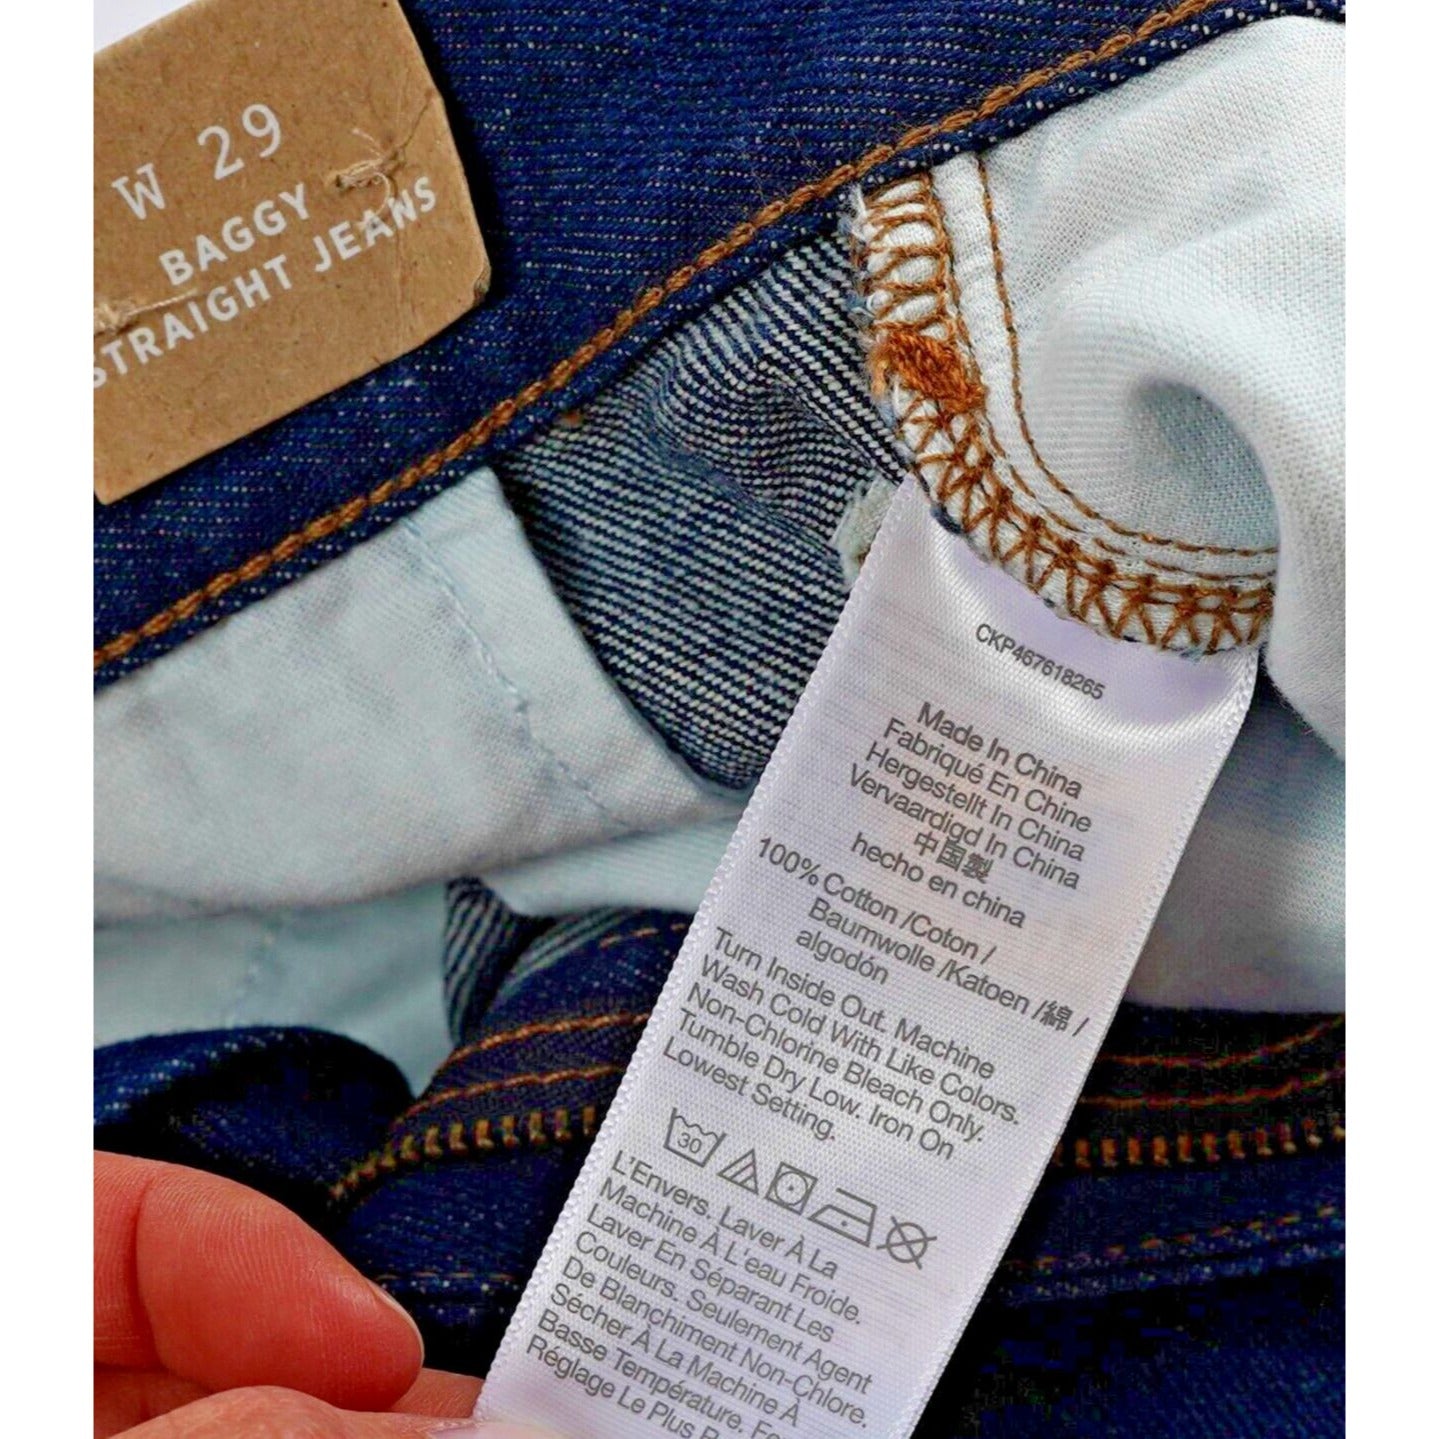 W 29
BAGGY
STRAIGHT JEANS
CKP467618265
Made In China
Fabriqué En Chine
Hergestellt In China
Vervaardigd In China
中国製
hecho en china
100% Cotton /Coton /
Baumwolle /Katoen /綿 /
algodón
Turn Inside Out. Machine
Wash Cold With Like Colors.
Non-Chlorine Bleach Only.
Tumble Dry Low. Iron On
Lowest Setting.
30
L'Envers. Laver À La
Machine À L'eau Froide.
Laver En Séparant Les
Couleurs. Seulement Agent
De Blanchiment Non-Chlore.
Sécher À La Machine À
Basse Température.
Réglage Le Plus